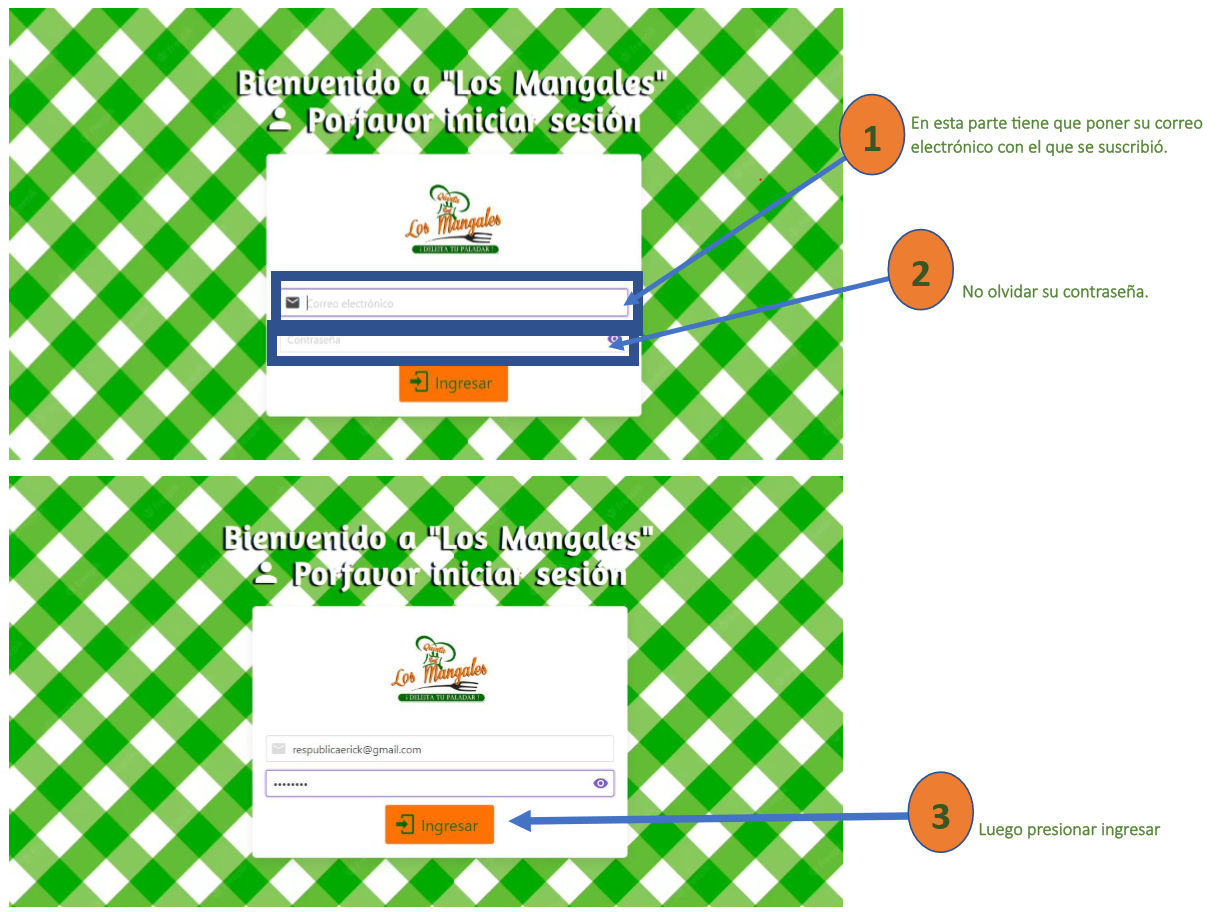 Bienvenido a "Los Mangales"
Porfavor iniciar sesión
Quinta
Los Mangales
¡ DELEITA TU PALADAR !
Correo electrónico
Contraseña
Ingresar
1
En esta parte tiene que poner su correo
electrónico con el que se suscribió.
2
No olvidar su contraseña.
Bienvenido a "Los Mangales"
Porfavor iniciar sesión
Quinta
Los Mangales
¡ DELEITA TU PALADAR !
respublicaerick@gmail.com
••••••••
Ingresar
3
Luego presionar ingresar